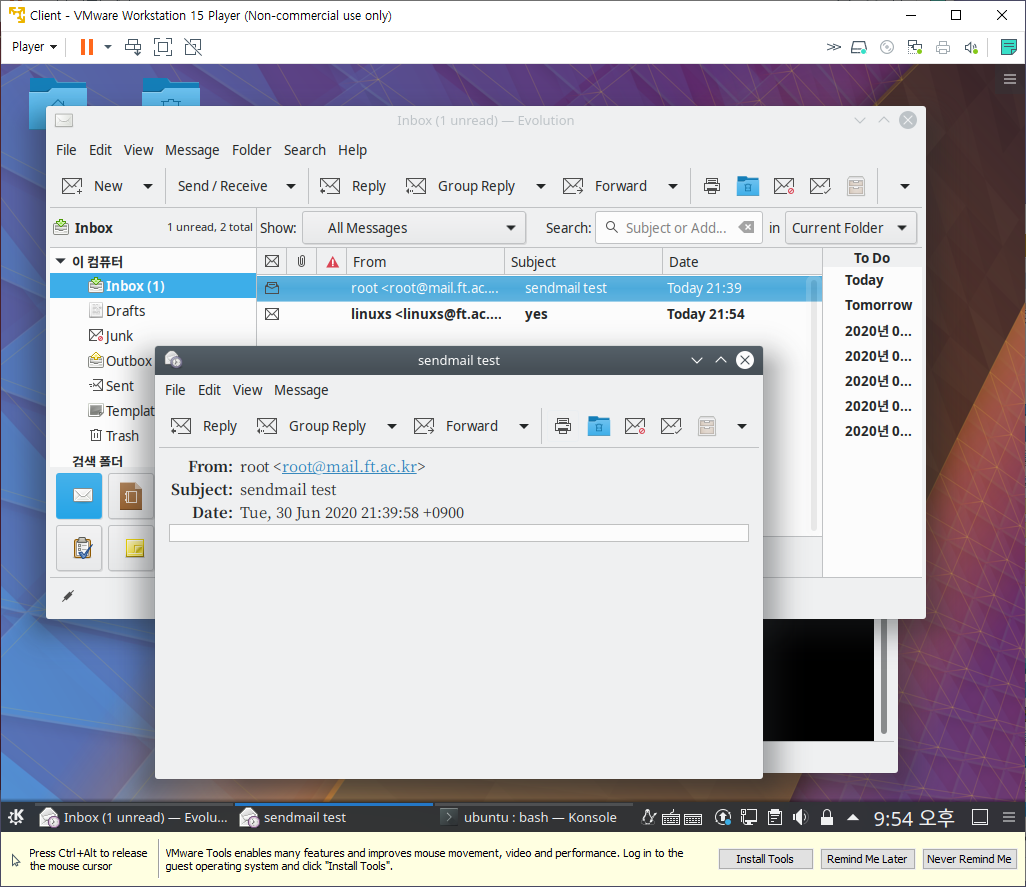 Client - VMware Workstation 15 Player (Non-commercial use only)
Player
Inbox (1 unread) — Evolution
File Edit View Message Folder Search Help
New Send / Receive Reply Group Reply Forward
Inbox 1 unread, 2 total Show: All Messages Search: Subject or Add... in Current Folder
이 컴퓨터
Inbox (1)
Drafts
Junk
Outbox
Sent
Templat
Trash
검색 폴더
From Subject Date
root <root@mail.ft.ac.... sendmail test Today 21:39
linuxs <linuxs@ft.ac.... yes Today 21:54
To Do
Today
Tomorrow
2020년 0...
2020년 0...
2020년 0...
2020년 0...
2020년 0...
sendmail test
File Edit View Message
Reply Group Reply Forward
From: root <root@mail.ft.ac.kr>
Subject: sendmail test
Date: Tue, 30 Jun 2020 21:39:58 +0900
Inbox (1 unread) — Evolu... sendmail test ubuntu : bash — Konsole 9:54 오후
Press Ctrl+Alt to release
the mouse cursor
VMware Tools enables many features and improves mouse movement, video and performance. Log in to the
guest operating system and click "Install Tools".
Install Tools Remind Me Later Never Remind Me